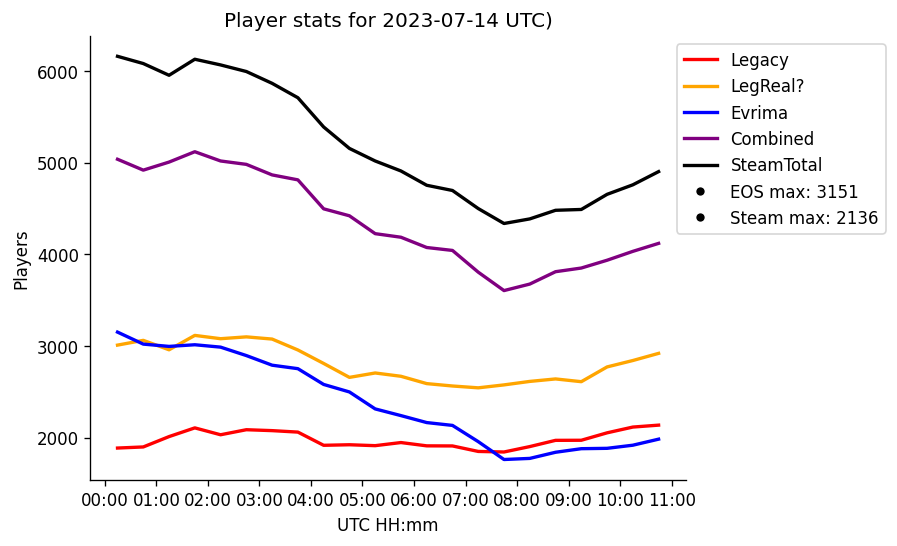 Player stats for 2023-07-14 UTC)
6000
5000
4000
3000
2000
Players
00:00 01:00 02:00 03:00 04:00 05:00 06:00 07:00 08:00 09:00 10:00 11:00
UTC HH:mm
Legacy
LegReal?
Evrima
Combined
SteamTotal
EOS max: 3151
Steam max: 2136